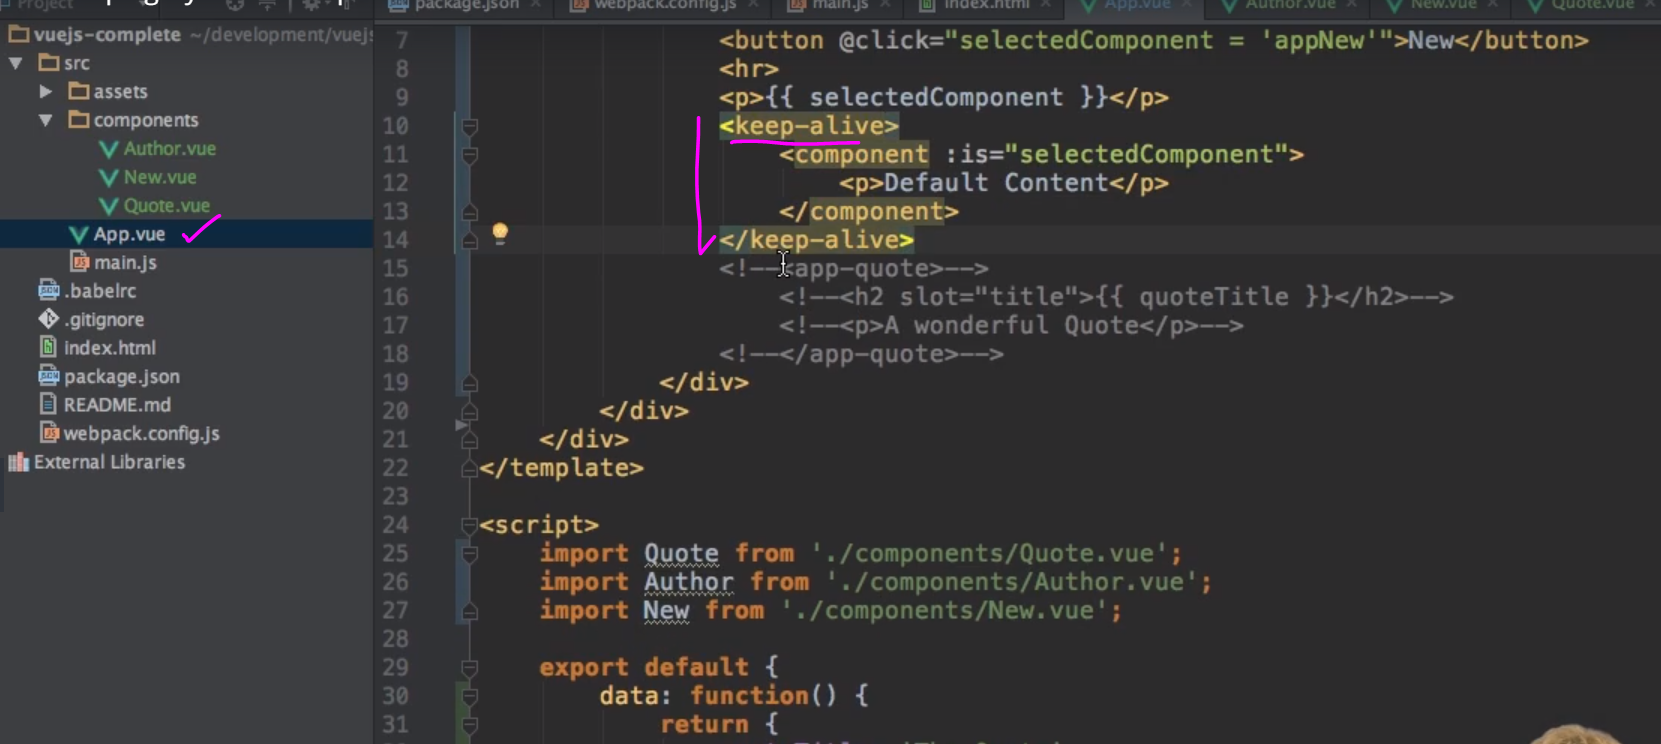 Project
package.json
webpack.config.js
main.js
index.html
App.vue
Author.vue
New.vue
Quote.vue
vuejs-complete ~/development/vuejs
src
assets
components
Author.vue
New.vue
Quote.vue
App.vue
main.js
.babelrc
.gitignore
index.html
package.json
README.md
webpack.config.js
External Libraries
7 <button @click="selectedComponent = 'appNew'">New</button>
8 <hr>
9 <p>{{ selectedComponent }}</p>
10 <keep-alive>
11 <component :is="selectedComponent">
12 <p>Default Content</p>
13 </component>
14 </keep-alive>
15 <!--<app-quote>-->
16 <!--<h2 slot="title">{{ quoteTitle }}</h2>-->
17 <!--<p>A wonderful Quote</p>-->
18 <!--</app-quote>-->
19 </div>
20 </div>
21 </div>
22 </template>
23
24 <script>
25 import Quote from './components/Quote.vue';
26 import Author from './components/Author.vue';
27 import New from './components/New.vue';
28
29 export default {
30 data: function() {
31 return {